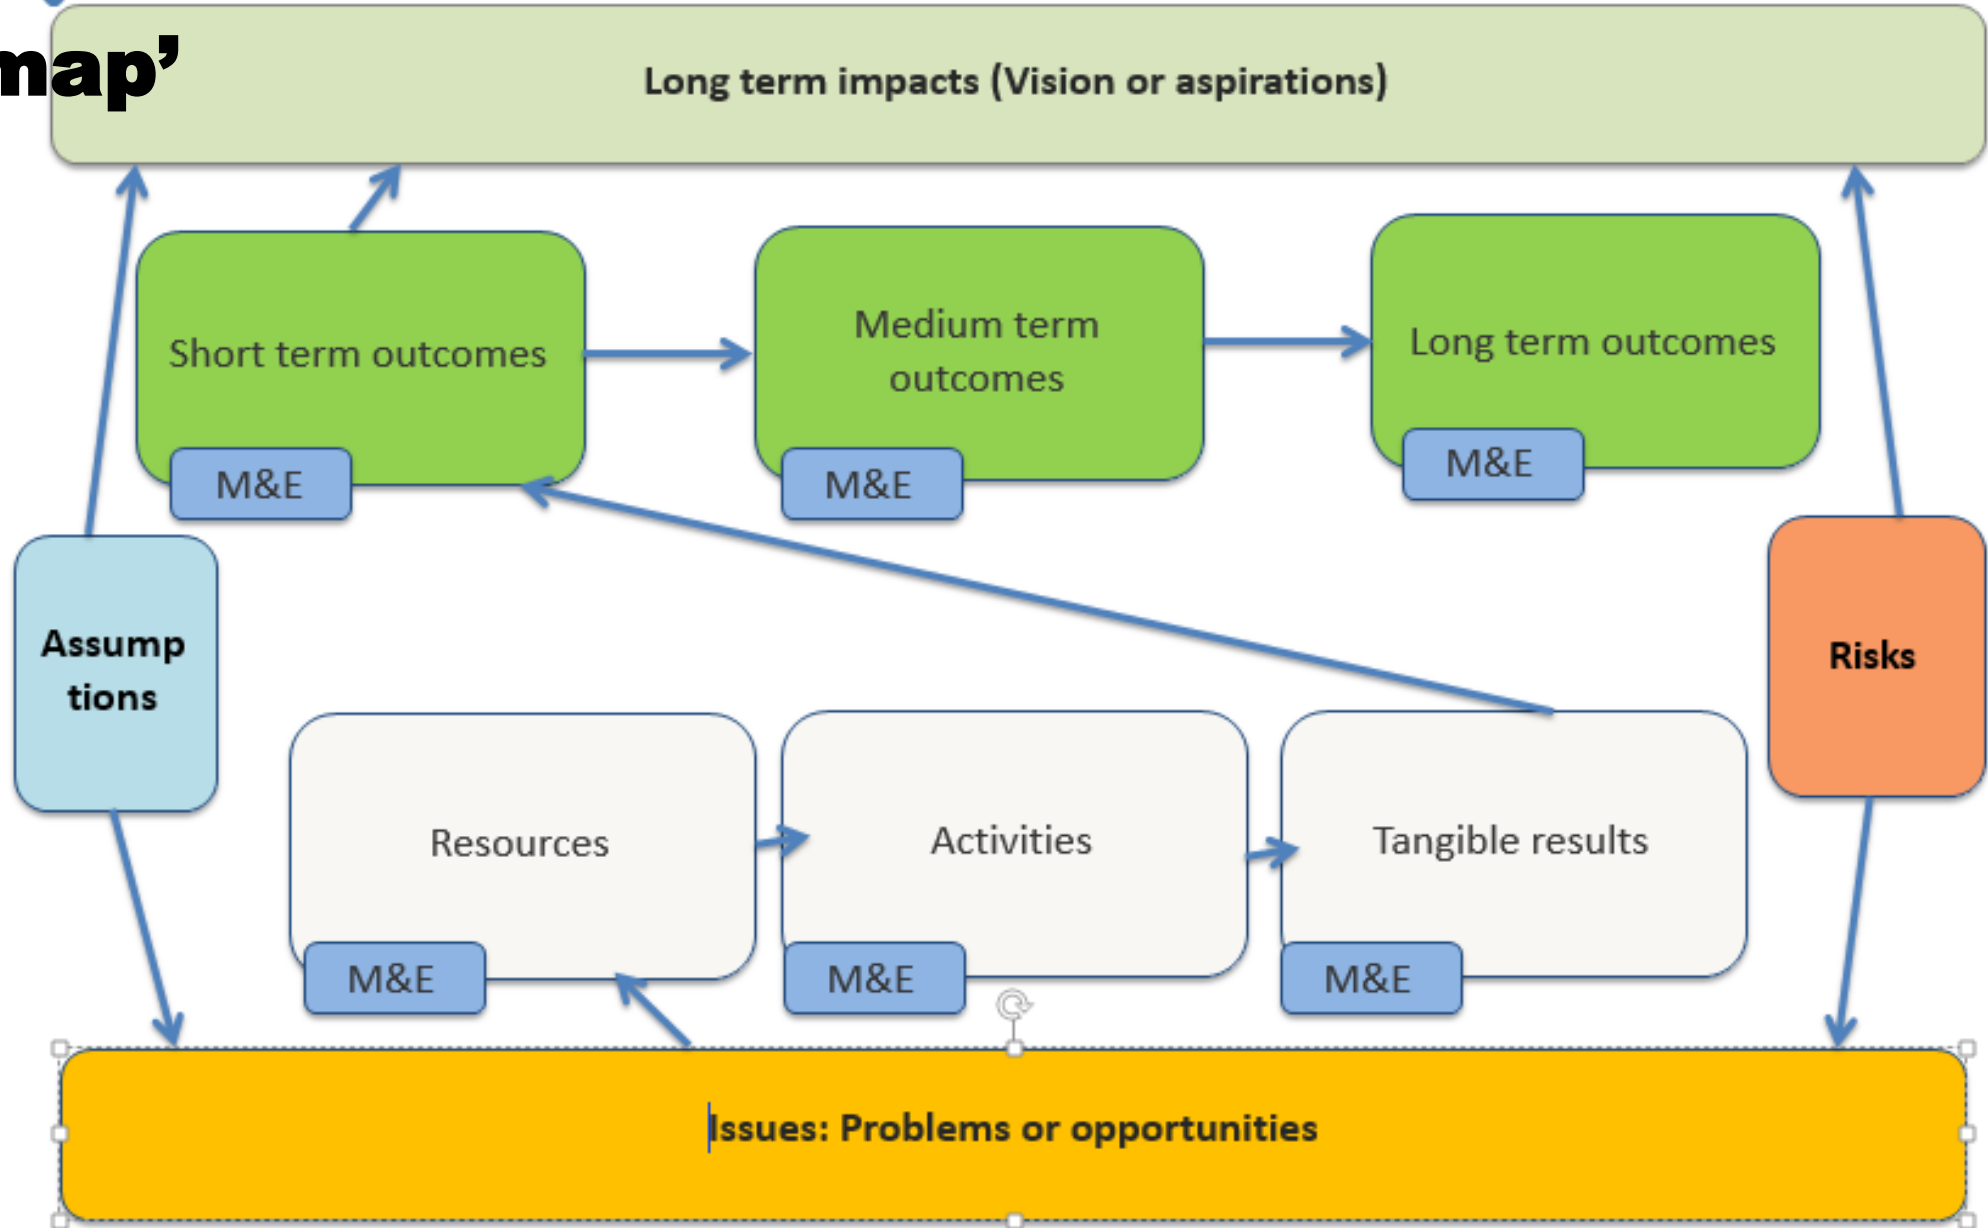 map’
Long term impacts (Vision or aspirations)
Short term outcomes
Medium term
outcomes
Long term outcomes
M&E
M&E
M&E
Assump
tions
Risks
Resources
Activities
Tangible results
M&E
M&E
M&E
Issues: Problems or opportunities